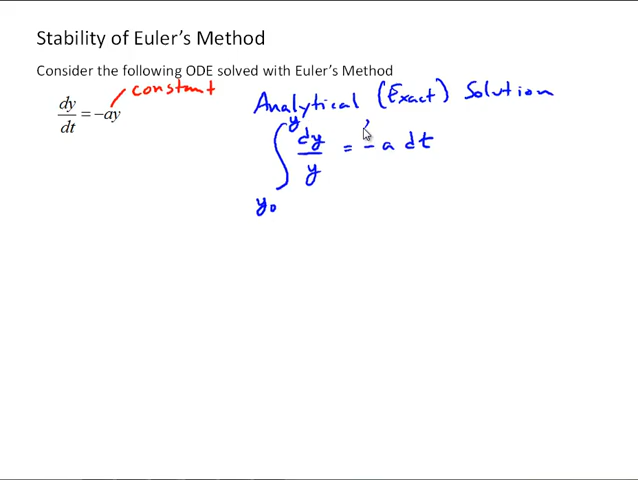 Stability of Euler's Method
Consider the following ODE solved with Euler's Method
constant
dy/dt = −ay
Analytical (Exact) Solution
∫_{y₀}^{y} dy/y = - a dt